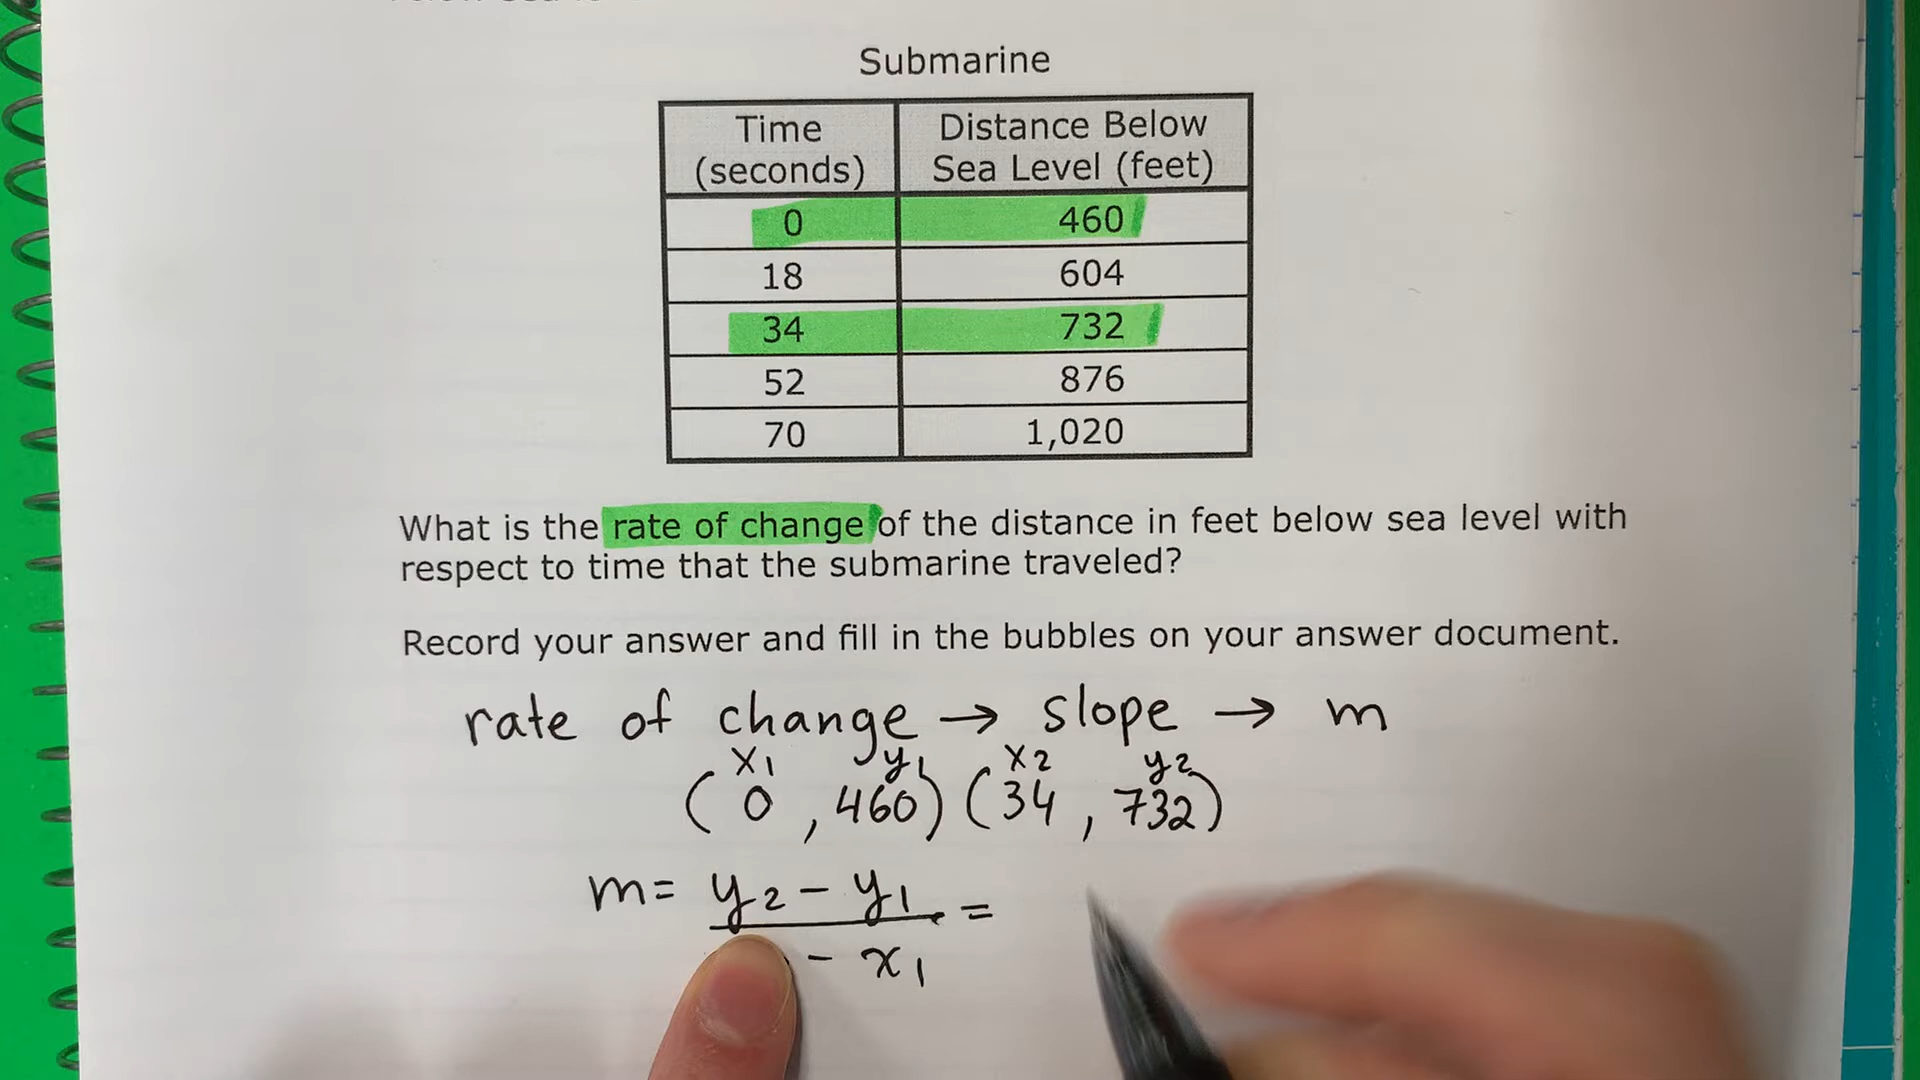 Submarine
Time (seconds) Distance Below Sea Level (feet)
0 460
18 604
34 732
52 876
70 1,020
What is the rate of change of the distance in feet below sea level with
respect to time that the submarine traveled?
Record your answer and fill in the bubbles on your answer document.
rate of change → slope → m
x1 y1 x2 y2
(0, 460) (34, 732)
m = y2 - y1 =
- x1